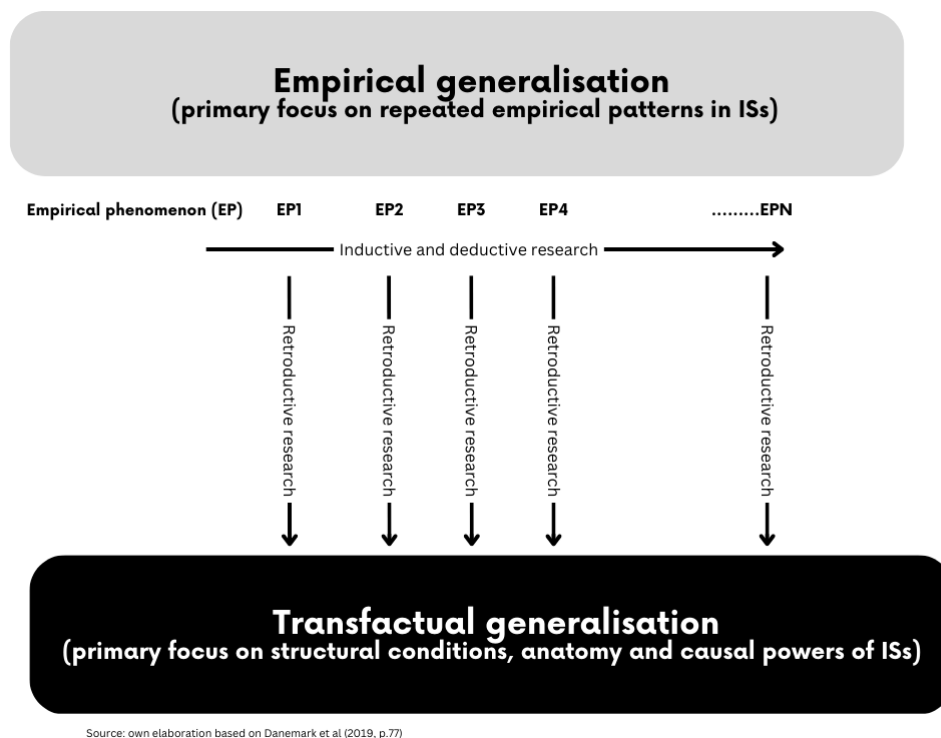 Empirical generalisation
(primary focus on repeated empirical patterns in ISs)
Empirical phenomenon (EP) EP1 EP2 EP3 EP4 .........EPN
Inductive and deductive research
Retroductive research
Retroductive research
Retroductive research
Retroductive research
Retroductive research
Transfactual generalisation
(primary focus on structural conditions, anatomy and causal powers of ISs)
Source: own elaboration based on Danemark et al (2019, p.77)